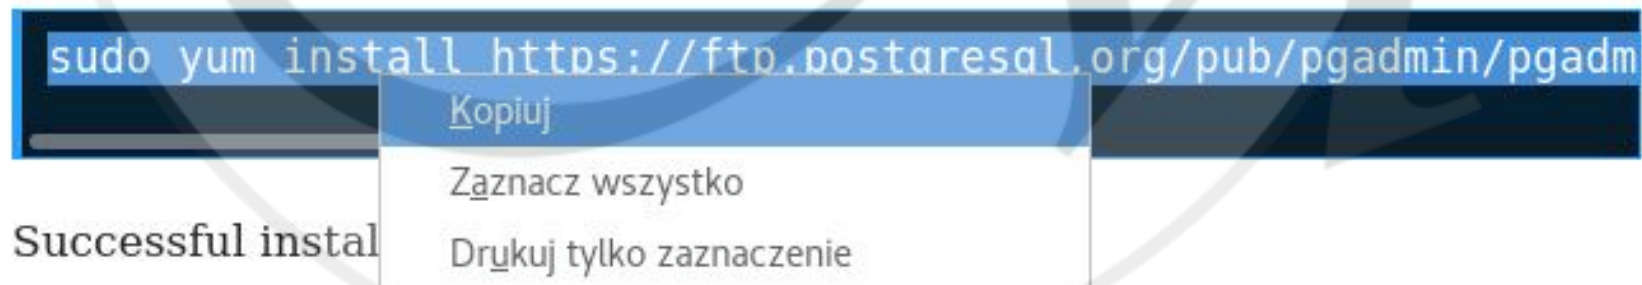 sudo yum install https://ftp.postgresql.org/pub/pgadmin/pgadm
Kopiuj
Zaznacz wszystko
Successful instal
Drukuj tylko zaznaczenie